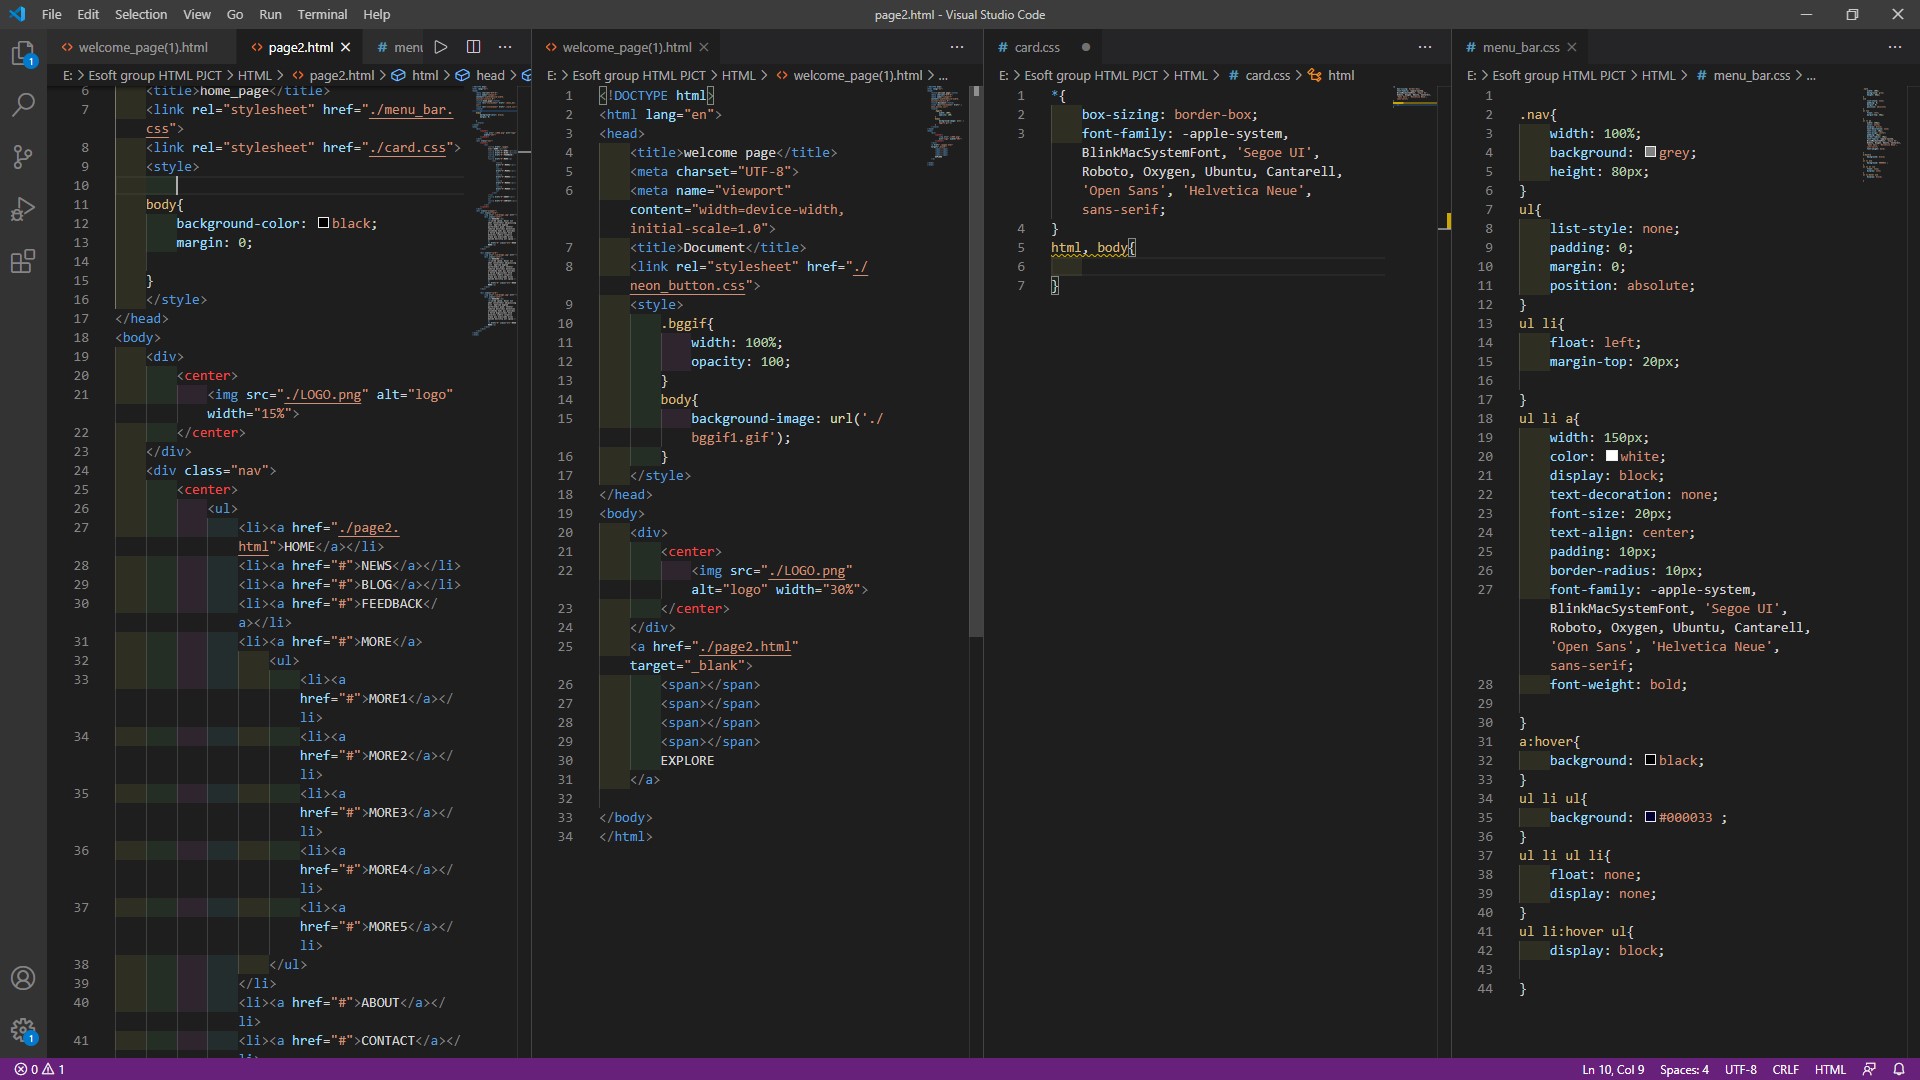 File Edit Selection View Go Run Terminal Help
page2.html - Visual Studio Code
welcome_page(1).html
page2.html
menu
E: > Esoft group HTML PJCT > HTML > page2.html > html > head >
6 <title>home_page</title>
7 <link rel="stylesheet" href="./menu_bar.
css">
8 <link rel="stylesheet" href="./card.css">
9 <style>
10
11 body{
12 background-color: black;
13 margin: 0;
14
15 }
16 </style>
17 </head>
18 <body>
19 <div>
20 <center>
21 <img src="./LOGO.png" alt="logo"
width="15%">
22 </center>
23 </div>
24 <div class="nav">
25 <center>
26 <ul>
27 <li><a href="./page2.
html">HOME</a></li>
28 <li><a href="#">NEWS</a></li>
29 <li><a href="#">BLOG</a></li>
30 <li><a href="#">FEEDBACK</
a></li>
31 <li><a href="#">MORE</a>
32 <ul>
33 <li><a
href="#">MORE1</a></
li>
34 <li><a
href="#">MORE2</a></
li>
35 <li><a
href="#">MORE3</a></
li>
36 <li><a
href="#">MORE4</a></
li>
37 <li><a
href="#">MORE5</a></
li>
38 </ul>
39 </li>
40 <li><a href="#">ABOUT</a></
li>
41 <li><a href="#">CONTACT</a></
welcome_page(1).html
E: > Esoft group HTML PJCT > HTML > welcome_page(1).html > ...
1 <!DOCTYPE html>
2 <html lang="en">
3 <head>
4 <title>welcome page</title>
5 <meta charset="UTF-8">
6 <meta name="viewport"
content="width=device-width,
initial-scale=1.0">
7 <title>Document</title>
8 <link rel="stylesheet" href="./
neon_button.css">
9 <style>
10 .bggif{
11 width: 100%;
12 opacity: 100;
13 }
14 body{
15 background-image: url('./
bggif1.gif');
16 }
17 </style>
18 </head>
19 <body>
20 <div>
21 <center>
22 <img src="./LOGO.png"
alt="logo" width="30%">
23 </center>
24 </div>
25 <a href="./page2.html"
target="_blank">
26 <span></span>
27 <span></span>
28 <span></span>
29 <span></span>
30 EXPLORE
31 </a>
32
33 </body>
34 </html>
# card.css
E: > Esoft group HTML PJCT > HTML > # card.css > html
1 *{
2 box-sizing: border-box;
3 font-family: -apple-system,
BlinkMacSystemFont, 'Segoe UI',
Roboto, Oxygen, Ubuntu, Cantarell,
'Open Sans', 'Helvetica Neue',
sans-serif;
4 }
5 html, body{
6
7 }
# menu_bar.css
E: > Esoft group HTML PJCT > HTML > # menu_bar.css > ...
1
2 .nav{
3 width: 100%;
4 background: grey;
5 height: 80px;
6 }
7 ul{
8 list-style: none;
9 padding: 0;
10 margin: 0;
11 position: absolute;
12 }
13 ul li{
14 float: left;
15 margin-top: 20px;
16
17 }
18 ul li a{
19 width: 150px;
20 color: white;
21 display: block;
22 text-decoration: none;
23 font-size: 20px;
24 text-align: center;
25 padding: 10px;
26 border-radius: 10px;
27 font-family: -apple-system,
BlinkMacSystemFont, 'Segoe UI',
Roboto, Oxygen, Ubuntu, Cantarell,
'Open Sans', 'Helvetica Neue',
sans-serif;
28 font-weight: bold;
29
30 }
31 a:hover{
32 background: black;
33 }
34 ul li ul{
35 background: #000033 ;
36 }
37 ul li ul li{
38 float: none;
39 display: none;
40 }
41 ul li:hover ul{
42 display: block;
43
44 }
1
1
0 1
Ln 10, Col 9 Spaces: 4 UTF-8 CRLF HTML